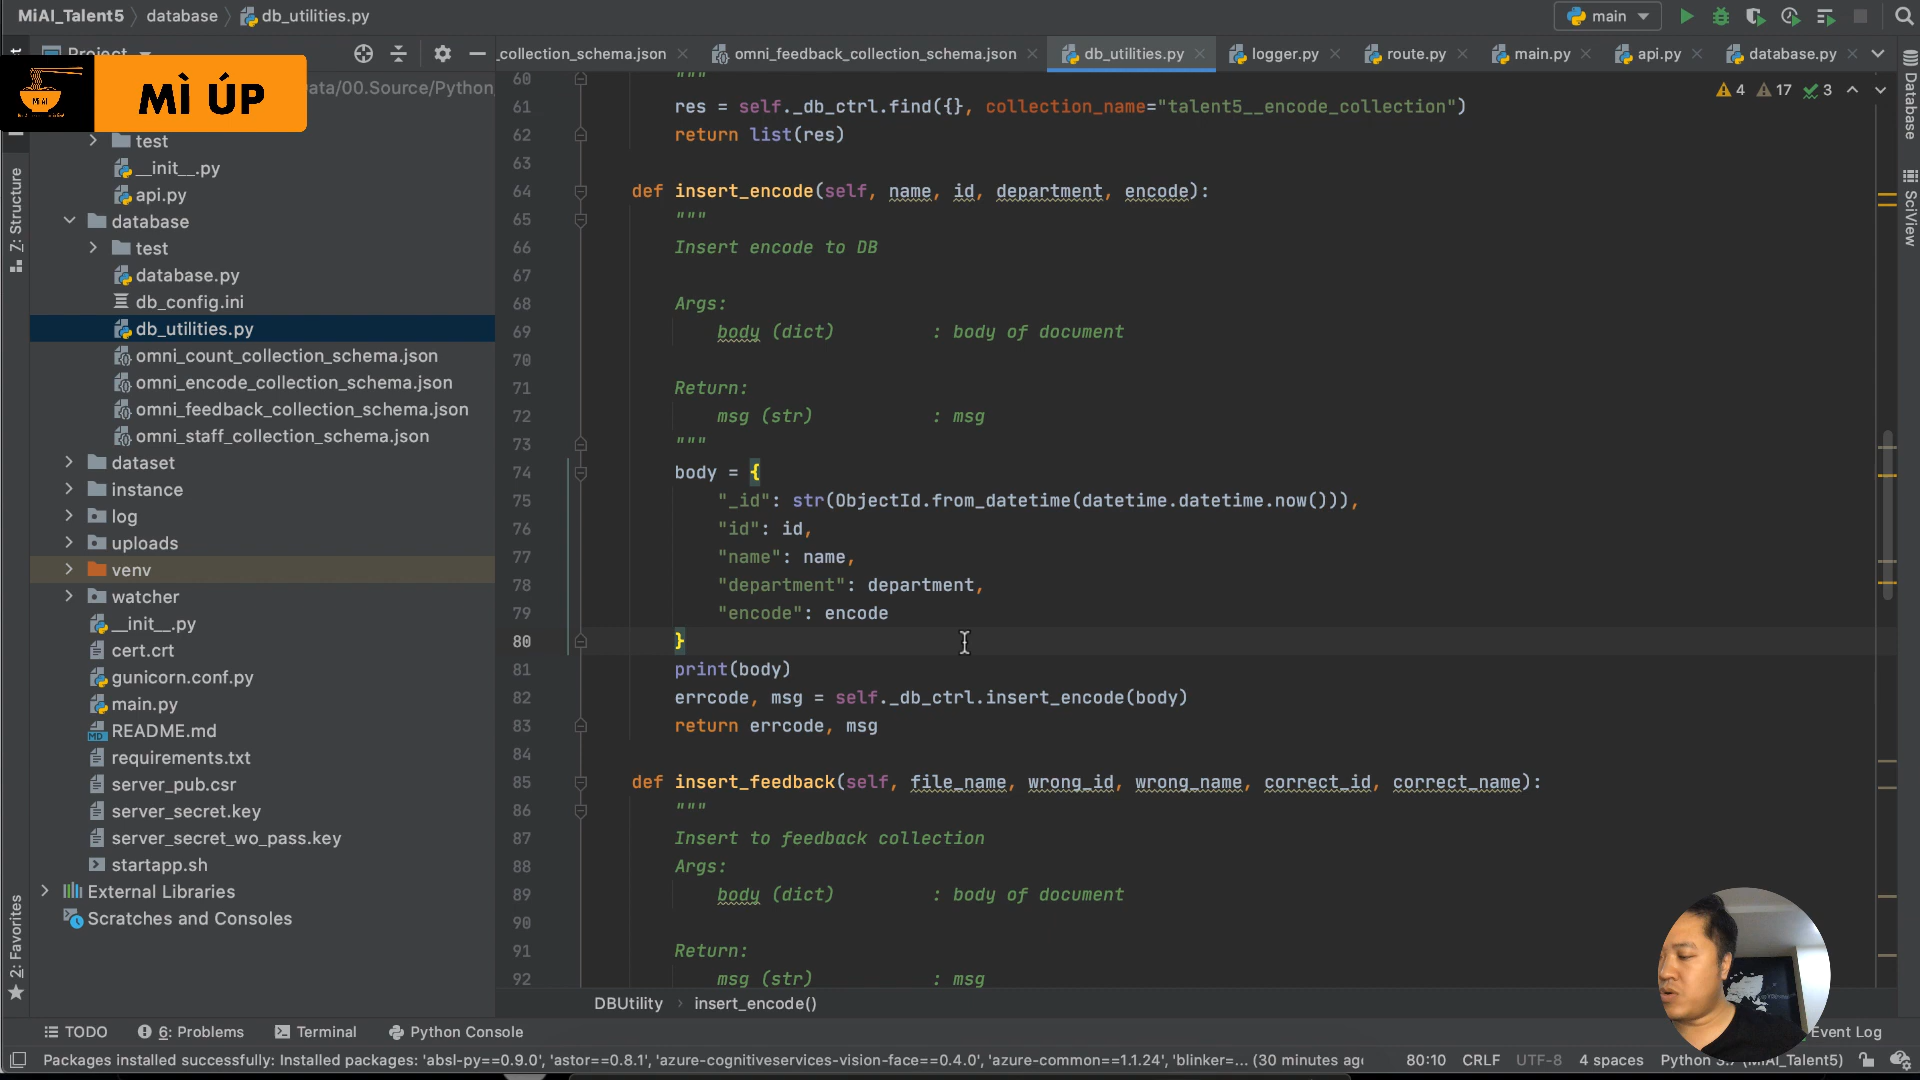 MiAI_Talent5 database db_utilities.py main
Project
collection_schema.json omni_feedback_collection_schema.json db_utilities.py logger.py route.py main.py api.py database.py
Mi AI
MÌ ÚP
ata/00.Source/Python
test
__init__.py
api.py
database
test
database.py
db_config.ini
db_utilities.py
omni_count_collection_schema.json
omni_encode_collection_schema.json
omni_feedback_collection_schema.json
omni_staff_collection_schema.json
dataset
instance
log
uploads
venv
watcher
__init__.py
cert.crt
gunicorn.conf.py
main.py
README.md
requirements.txt
server_pub.csr
server_secret.key
server_secret_wo_pass.key
startapp.sh
External Libraries
Scratches and Consoles
Z: Structure
2: Favorites
Database
SciView
4 17 3
60 """
61 res = self._db_ctrl.find({}, collection_name="talent5__encode_collection")
62 return list(res)
63
64 def insert_encode(self, name, id, department, encode):
65 """
66 Insert encode to DB
67
68 Args:
69 body (dict) : body of document
70
71 Return:
72 msg (str) : msg
73 """
74 body = {
75 "_id": str(ObjectId.from_datetime(datetime.datetime.now())),
76 "id": id,
77 "name": name,
78 "department": department,
79 "encode": encode
80 }
81 print(body)
82 errcode, msg = self._db_ctrl.insert_encode(body)
83 return errcode, msg
84
85 def insert_feedback(self, file_name, wrong_id, wrong_name, correct_id, correct_name):
86 """
87 Insert to feedback collection
88 Args:
89 body (dict) : body of document
90
91 Return:
92 msg (str) : msg
DBUtility insert_encode()
TODO 6: Problems Terminal Python Console Event Log
Packages installed successfully: Installed packages: 'absl-py==0.9.0', 'astor==0.8.1', 'azure-cognitiveservices-vision-face==0.4.0', 'azure-common==1.1.24', 'blinker=... (30 minutes ago 80:10 CRLF UTF-8 4 spaces Python 3.7 (MiAI_Talent5)